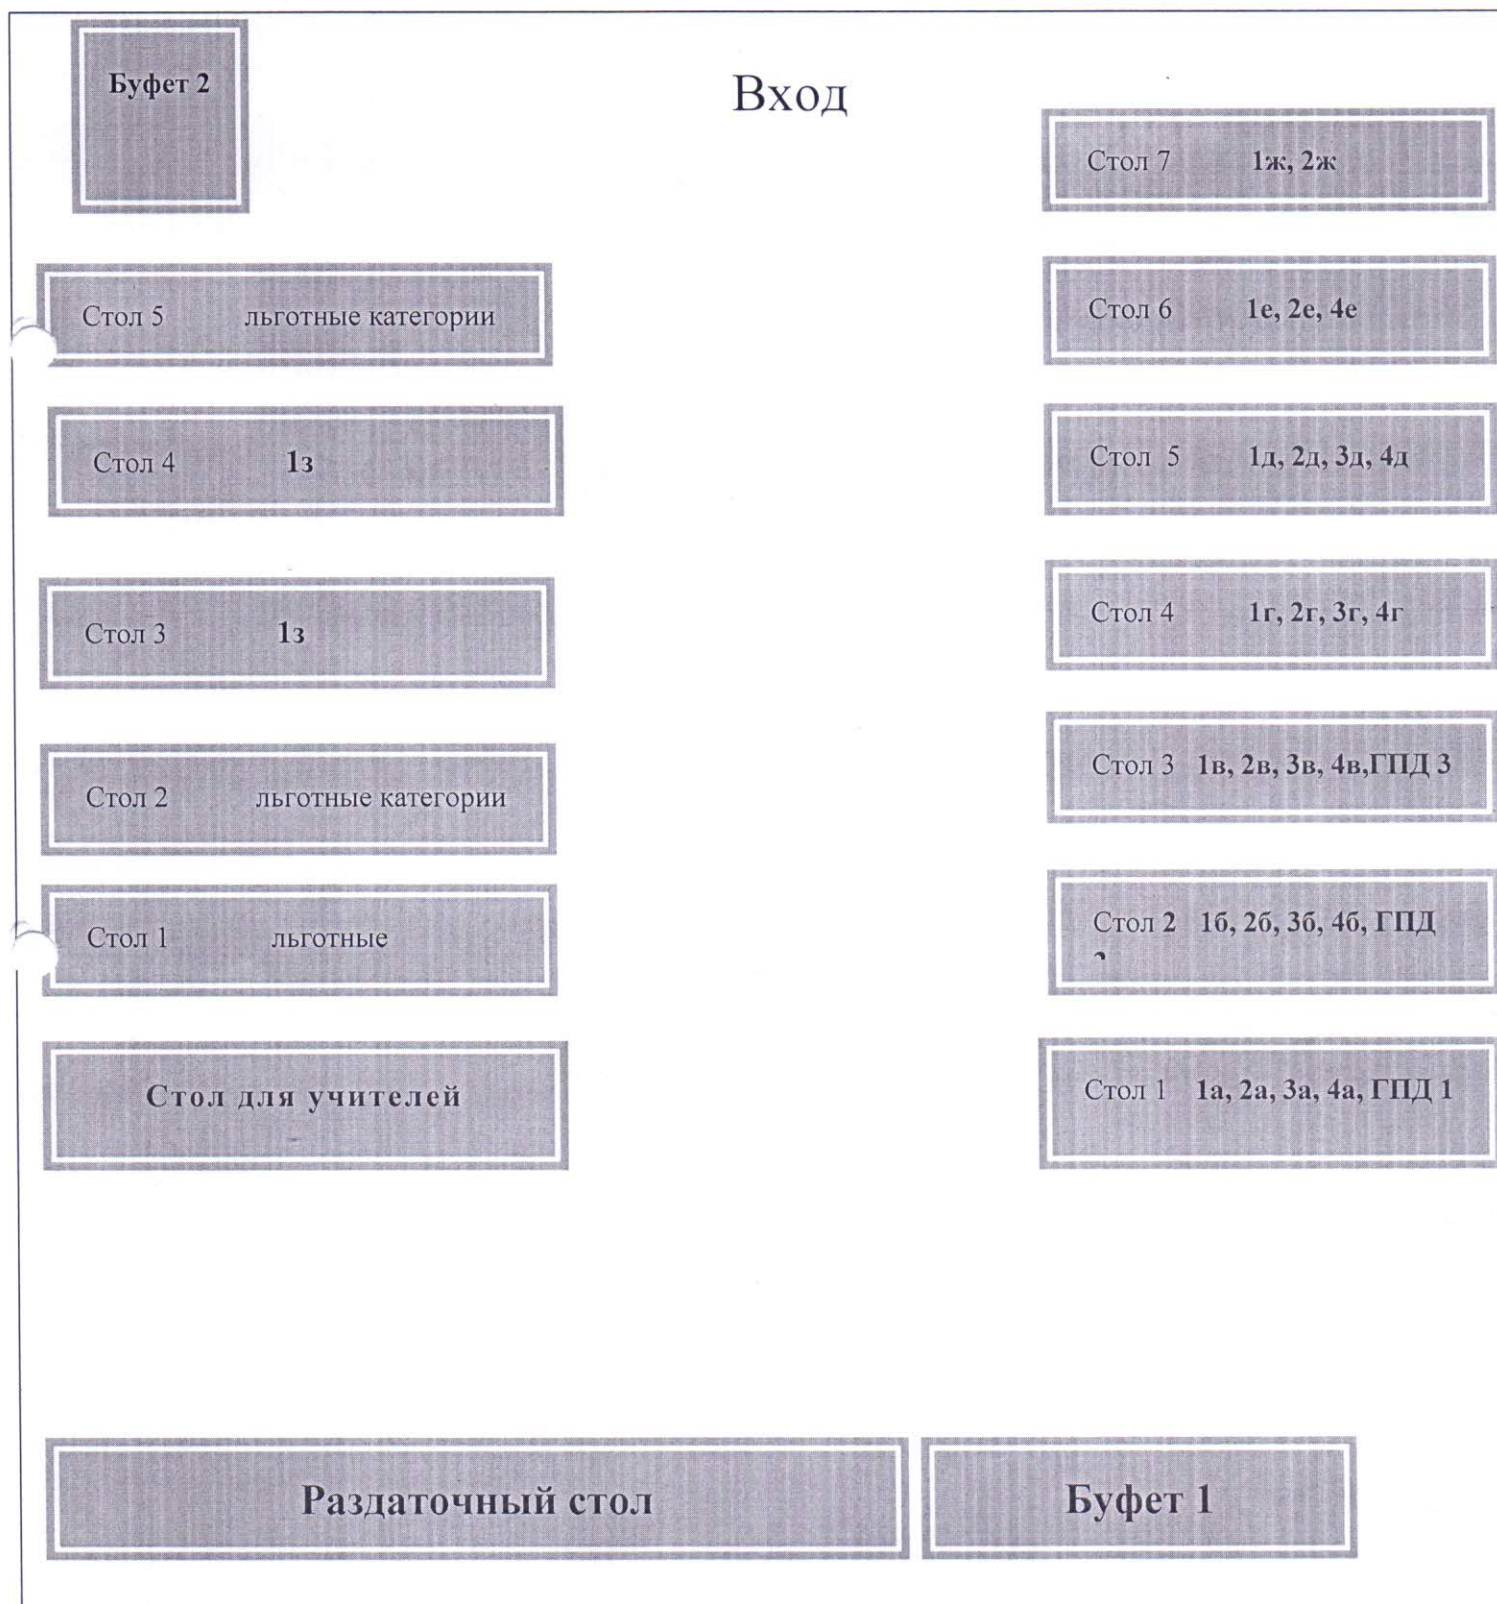 Буфет 2
Вход
Стол 7 1ж, 2ж
Стол 5 льготные категории
Стол 6 1е, 2е, 4е
Стол 4 1з
Стол 5 1д, 2д, 3д, 4д
Стол 3 1з
Стол 4 1г, 2г, 3г, 4г
Стол 2 льготные категории
Стол 3 1в, 2в, 3в, 4в,ГПД 3
Стол 1 льготные
Стол 2 1б, 2б, 3б, 4б, ГПД
Стол для учителей
Стол 1 1а, 2а, 3а, 4а, ГПД 1
Раздаточный стол
Буфет 1